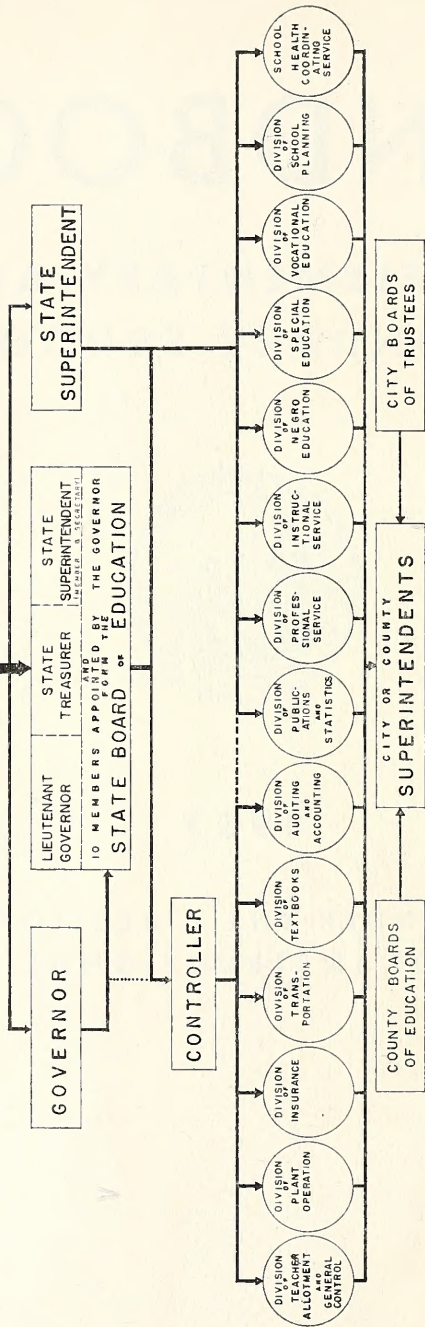 GOVERNOR
LIEUTENANT
GOVERNOR
STATE
TREASURER
STATE
SUPERINTENDENT
(MEMBER & SECRETARY)
10 MEMBERS APPOINTED BY THE GOVERNOR
AND
FORM THE
STATE BOARD OF EDUCATION
STATE
SUPERINTENDENT
CONTROLLER
DIVISION
OF
TEACHER
ALLOTMENT
AND
GENERAL
CONTROL
DIVISION
OF
PLANT
OPERATION
DIVISION
OF
INSURANCE
DIVISION
OF
TRANS-
PORTATION
DIVISION
OF
TEXTBOOKS
DIVISION
OF
AUDITING
AND
ACCOUNTING
DIVISION
OF
PUBLIC-
ATIONS
AND
STATISTICS
DIVISION
OF
PROFES-
SIONAL
SERVICE
DIVISION
OF
INSTRUC-
TIONAL
SERVICE
DIVISION
OF
NEGRO
EDUCATION
DIVISION
OF
SPECIAL
EDUCATION
DIVISION
OF
VOCATIONAL
EDUCATION
DIVISION
OF
SCHOOL
PLANNING
SCHOOL
HEALTH
COORDIN-
ATING
SERVICE
COUNTY BOARDS
OF EDUCATION
CITY OR COUNTY
SUPERINTENDENTS
CITY BOARDS
OF TRUSTEES